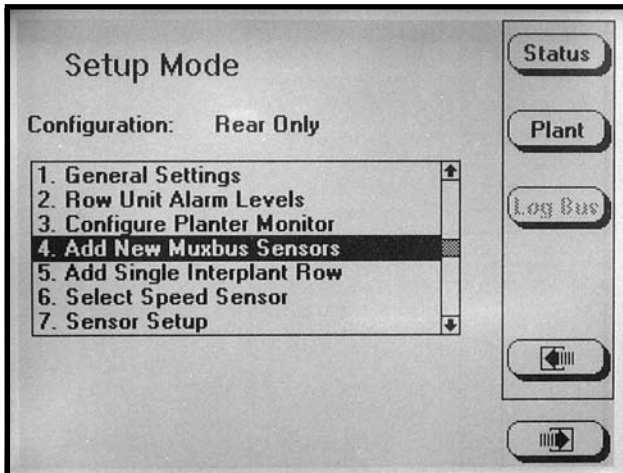 Setup Mode
Configuration: Rear Only
1. General Settings
2. Row Unit Alarm Levels
3. Configure Planter Monitor
4. Add New Muxbus Sensors
5. Add Single Interplant Row
6. Select Speed Sensor
7. Sensor Setup
Status
Plant
Log Bus